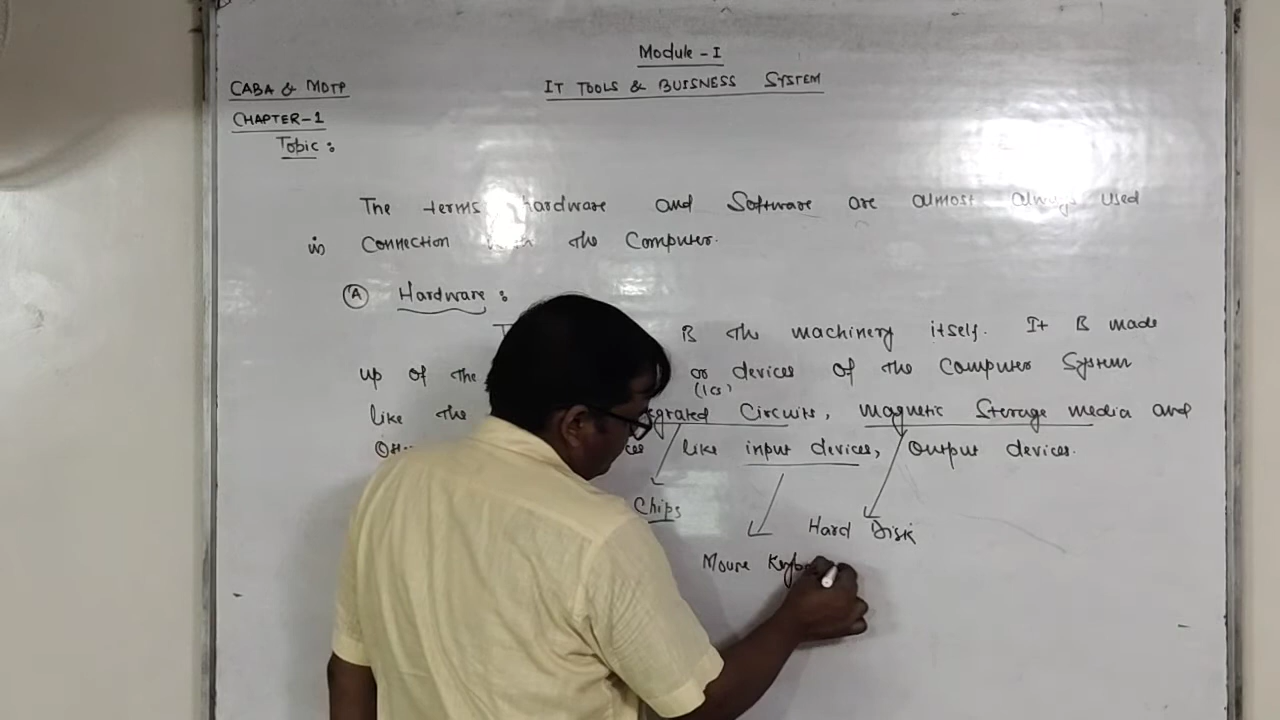 Module - I
CABA & MDTP
IT TOOLS & BUISNESS SYSTEM
CHAPTER-1
Topic :
The terms hardware and Software are almost always used
in connection the Computer.
(A) Hardware :
is the machinery itself. It is made
up of the or devices of the Computer System
(ICs)
like the Circuits, magnetic Storage media and
like input devices, Output devices.
Chips
Hard Disk
Mouse